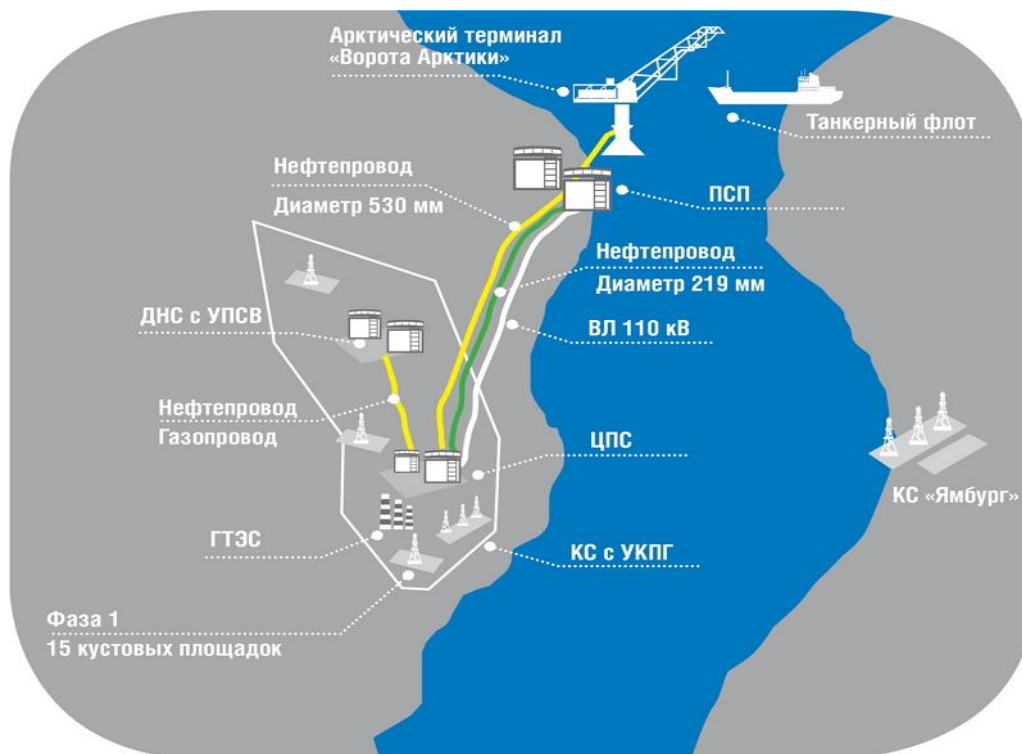 Арктический терминал
«Ворота Арктики»
Танкерный флот
Нефтепровод
Диаметр 530 мм
ПСП
Нефтепровод
Диаметр 219 мм
ДНС с УПСВ
ВЛ 110 кВ
Нефтепровод
Газопровод
ЦПС
КС «Ямбург»
ГТЭС
КС с УКПГ
Фаза 1
15 кустовых площадок